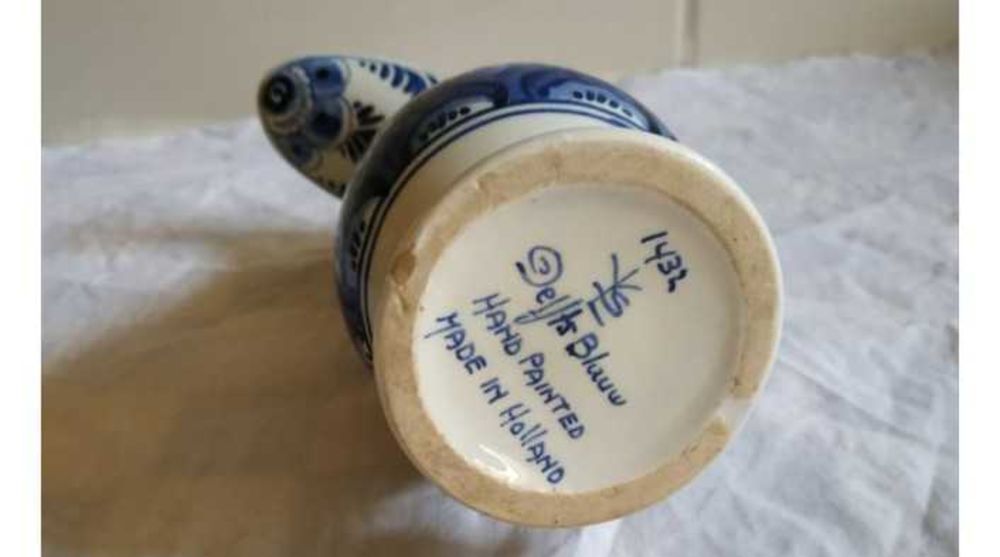 1432
Delfts Blauw
HAND PAINTED
MADE IN HollAND